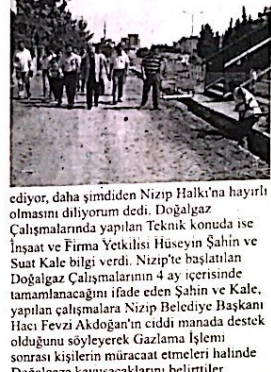 ediyor, daha şimdiden Nizip Halkı'na hayırlı
olmasını diliyorum dedi. Doğalgaz
Çalışmalarında yapılan Teknik konuda ise
İnşaat ve Firma Yetkilisi Hüseyin Şahin ve
Suat Kale bilgi verdi. Nizip'te başlatılan
Doğalgaz Çalışmalarının 4 ay içerisinde
tamamlanacağını ifade eden Şahin ve Kale,
yapılan çalışmalara Nizip Belediye Başkanı
Hacı Fevzi Akdoğan'ın ciddi manada destek
olduğunu söyleyerek Gazlama İşlemi
sonrası kişilerin müracaat etmeleri halinde
Doğalgaza kavuşacaklarını belirttiler